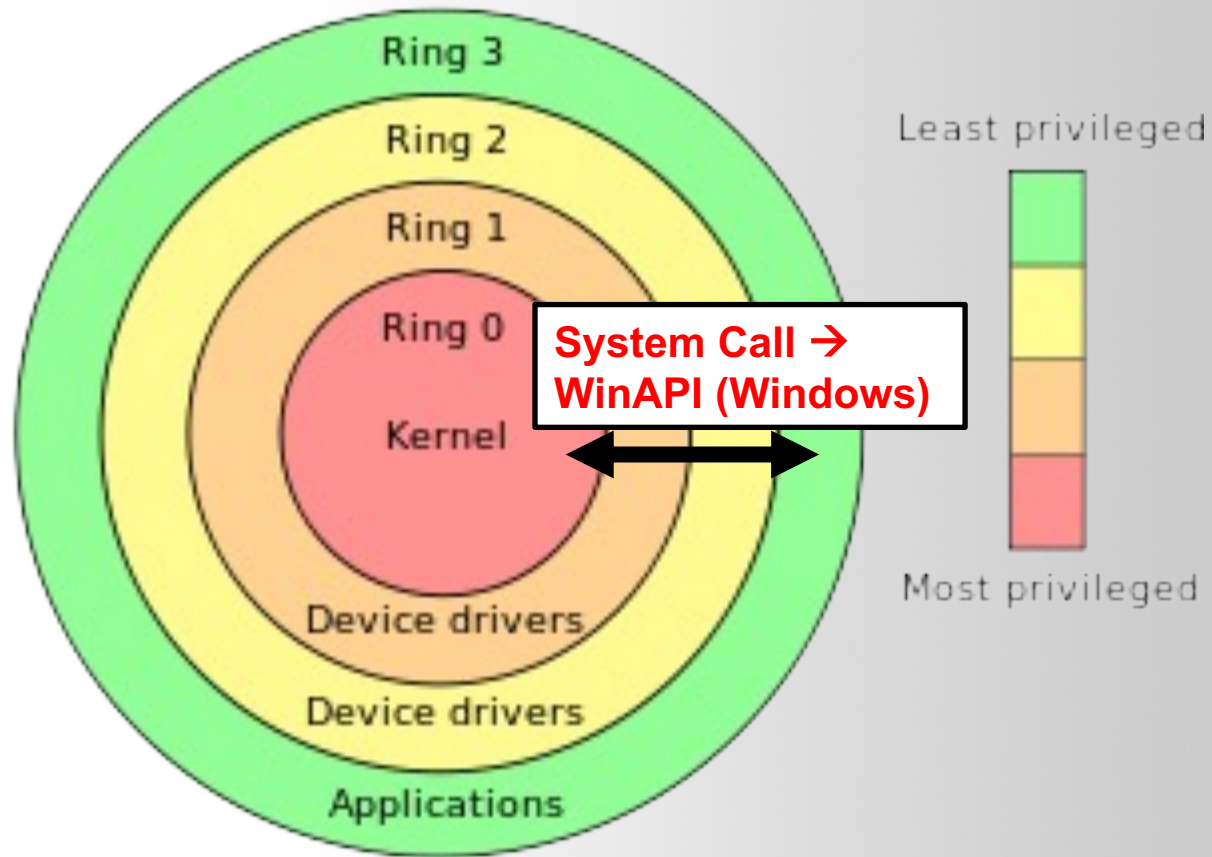 Ring 3
Ring 2
Ring 1
Ring 0
Kernel
Device drivers
Device drivers
Applications
System Call →
WinAPI (Windows)
Least privileged
Most privileged